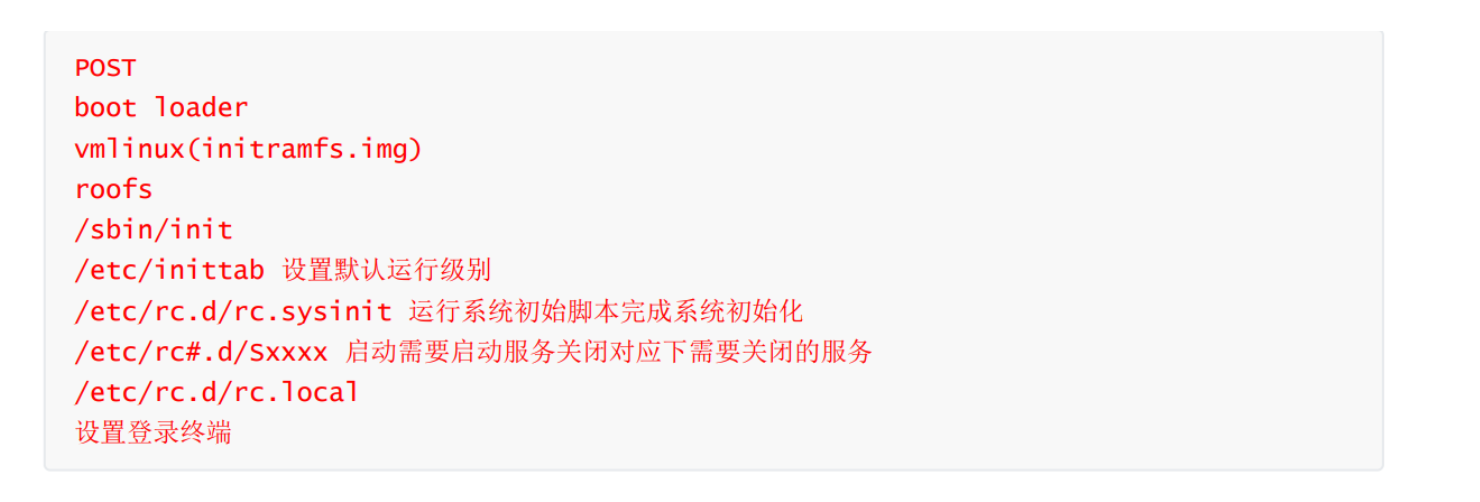 POST
boot loader
vmlinux(initramfs.img)
roofs
/sbin/init
/etc/inittab 设置默认运行级别
/etc/rc.d/rc.sysinit 运行系统初始脚本完成系统初始化
/etc/rc#.d/Sxxxx 启动需要启动服务关闭对应下需要关闭的服务
/etc/rc.d/rc.local
设置登录终端